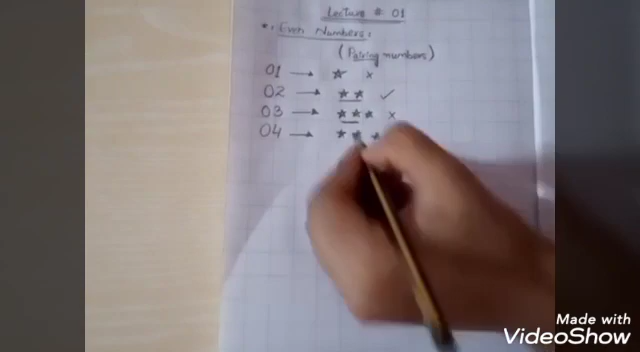 Lecture #: 01
*: Even Numbers:
(Pairing numbers)
01 → ★ ×
02 → ★★ ✓
03 → ★★★ ×
04 → ★★★
Made with
VideoShow